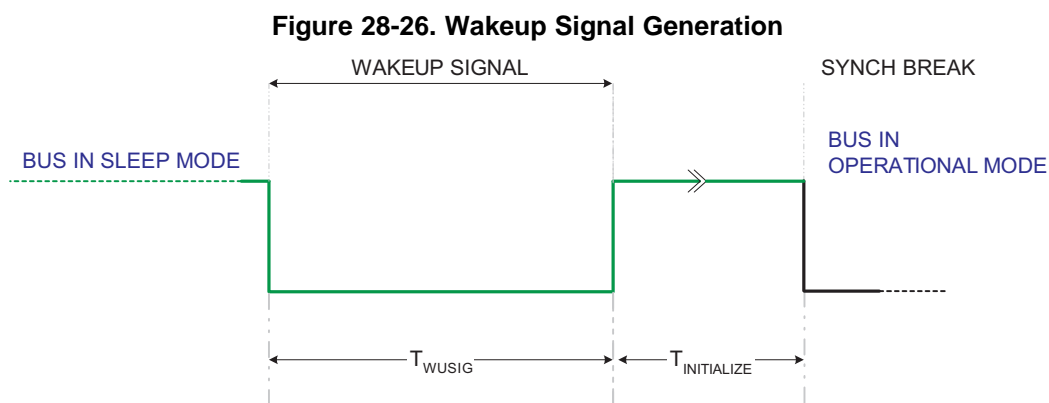 Figure 28-26. Wakeup Signal Generation
WAKEUP SIGNAL
SYNCH BREAK
BUS IN SLEEP MODE
BUS IN
OPERATIONAL MODE
TWUSIG
TINITIALIZE